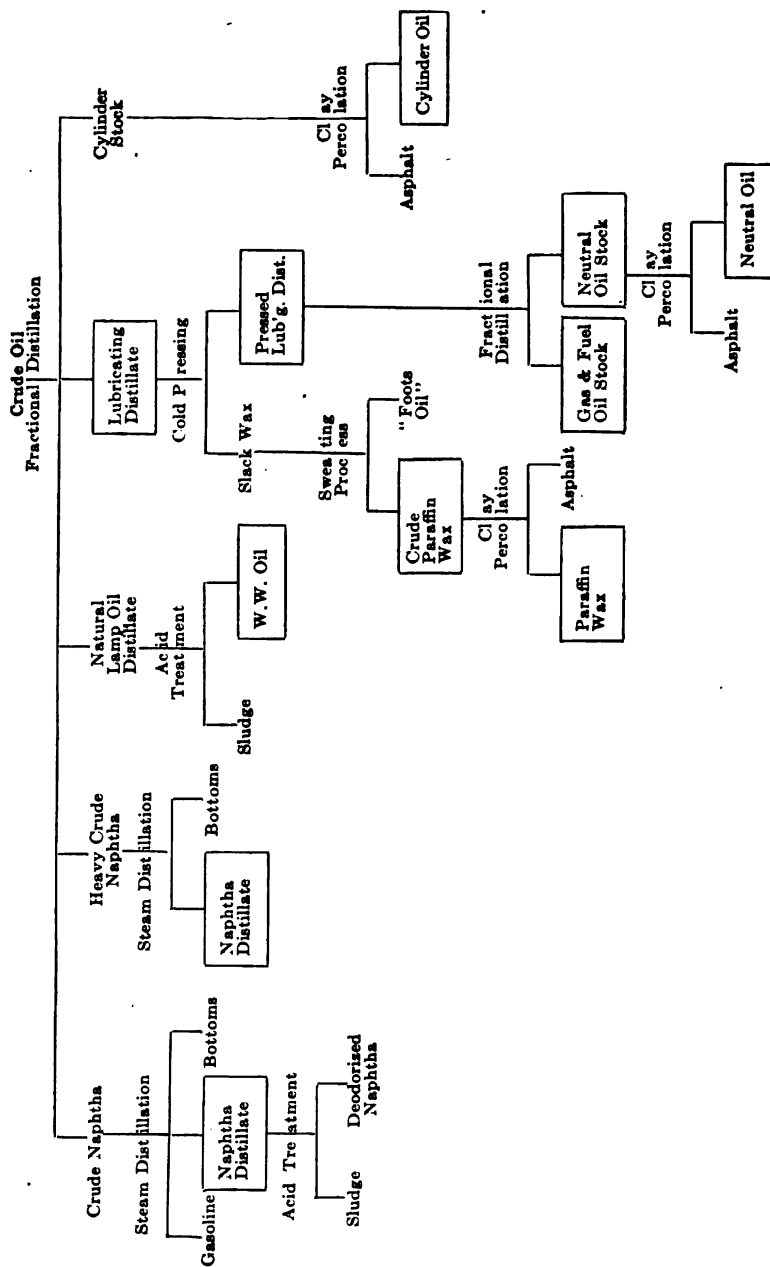 Crude Oil
Fractional Distillation
Crude Naphtha
Steam Distillation
Gasoline
Naphtha
Distillate
Bottoms
Acid Treatment
Sludge
Deodorized
Naphtha
Heavy Crude
Naphtha
Steam Distillation
Naphtha
Distillate
Bottoms
Natural
Lamp Oil
Distillate
Acid
Treatment
Sludge
W.W. Oil
Lubricating
Distillate
Cold Pressing
Slack Wax
Pressed
Lub'g. Dist.
Sweating
Process
Crude
Paraffin
Wax
"Foots
Oil"
Clay
Percolation
Paraffin
Wax
Asphalt
Fractional
Distillation
Gas & Fuel
Oil Stock
Neutral
Oil Stock
Clay
Percolation
Asphalt
Neutral Oil
Cylinder
Stock
Clay
Percolation
Asphalt
Cylinder Oil